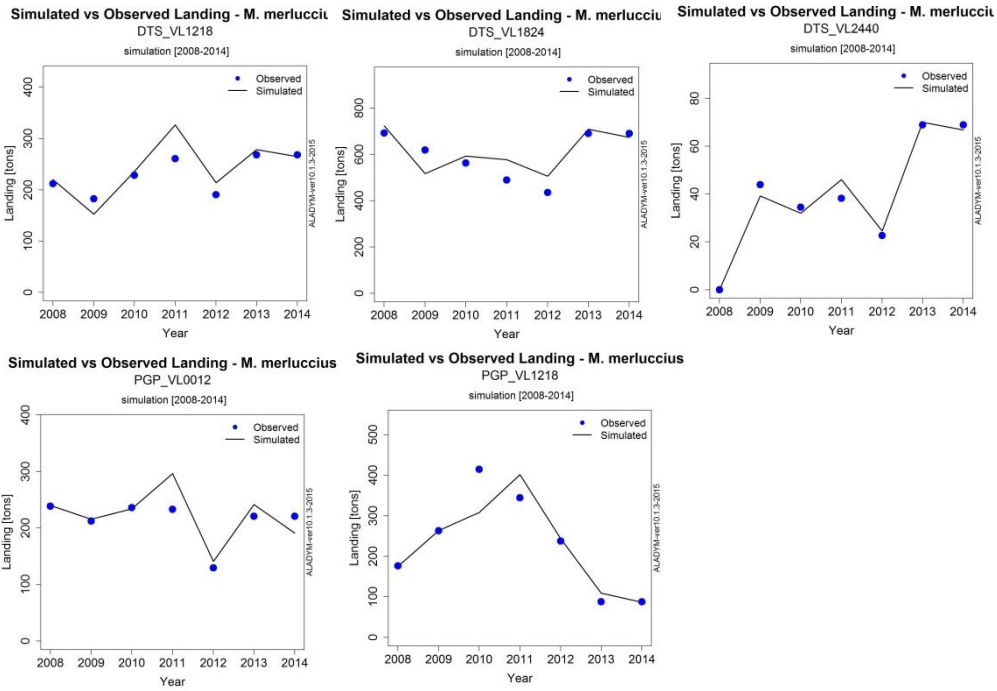 Simulated vs Observed Landing - M. merlucciu
DTS_VL1218
simulation [2008-2014]
Observed
Simulated
400
300
200
100
0
Landing [tons]
2008 2009 2010 2011 2012 2013 2014
Year
ALADYM-ver10.1.3-2015
Simulated vs Observed Landing - M. merlucciu
DTS_VL1824
simulation [2008-2014]
Observed
Simulated
800
600
400
200
0
Landing [tons]
2008 2009 2010 2011 2012 2013 2014
Year
ALADYM-ver10.1.3-2015
Simulated vs Observed Landing - M. merlucciu
DTS_VL2440
simulation [2008-2014]
Observed
Simulated
80
60
40
20
0
Landing [tons]
2008 2009 2010 2011 2012 2013 2014
Year
ALADYM-ver10.1.3-2015
Simulated vs Observed Landing - M. merluccius
PGP_VL0012
simulation [2008-2014]
Observed
Simulated
400
300
200
100
0
Landing [tons]
2008 2009 2010 2011 2012 2013 2014
Year
ALADYM-ver10.1.3-2015
Simulated vs Observed Landing - M. merluccius
PGP_VL1218
simulation [2008-2014]
Observed
Simulated
500
400
300
200
100
0
Landing [tons]
2008 2009 2010 2011 2012 2013 2014
Year
ALADYM-ver10.1.3-2015